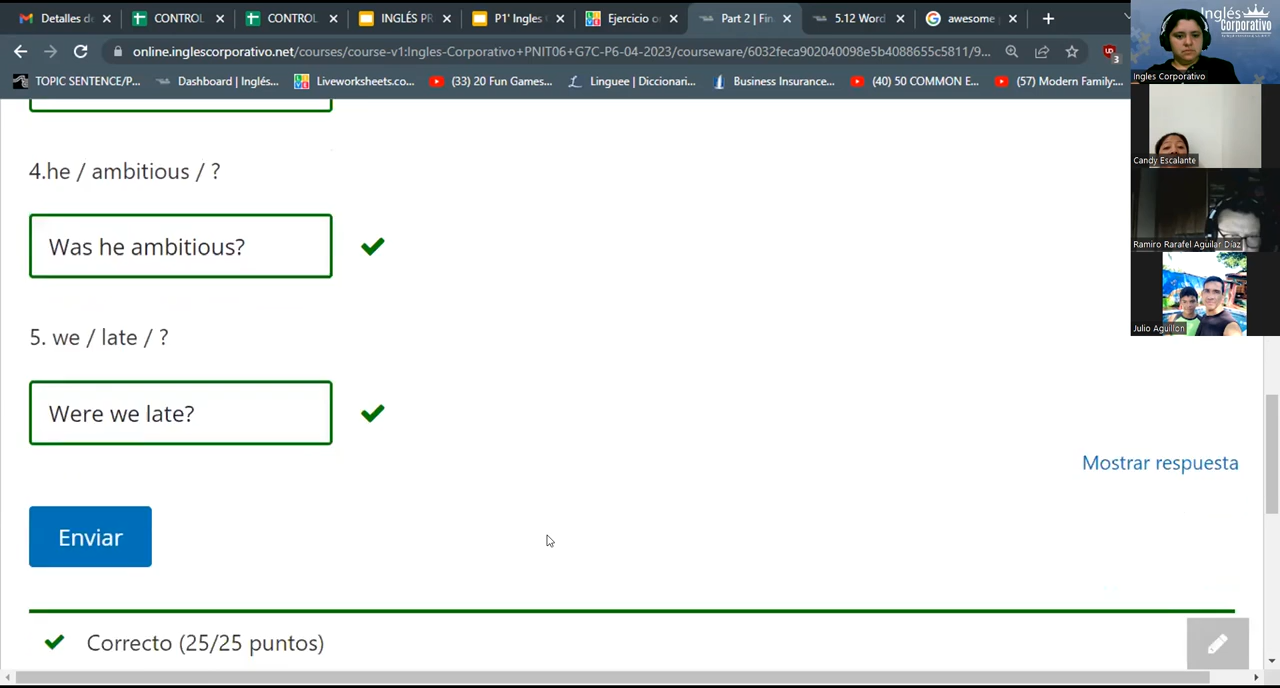 Detalles de
CONTROL
CONTROL
INGLÉS PR
P1' Ingles
Ejercicio o
Part 2 | Fin
5.12 Word
awesome
online.inglescorporativo.net/courses/course-v1:Ingles-Corporativo+PNIT06+G7C-P6-04-2023/courseware/6032feca902040098e5b4088655c5811/9...
3
TOPIC SENTENCE/P...
Dashboard | Inglés...
Liveworksheets.co...
(33) 20 Fun Games...
Linguee | Diccionari...
Business Insurance...
(40) 50 COMMON E...
(57) Modern Family:...
Inglés
Corporativo
Ingles Corporativo
Candy Escalante
Ramiro Rarafel Aguilar Diaz
Julio Aguillon
4.he / ambitious / ?
Was he ambitious?
5. we / late / ?
Were we late?
Mostrar respuesta
Enviar
Correcto (25/25 puntos)